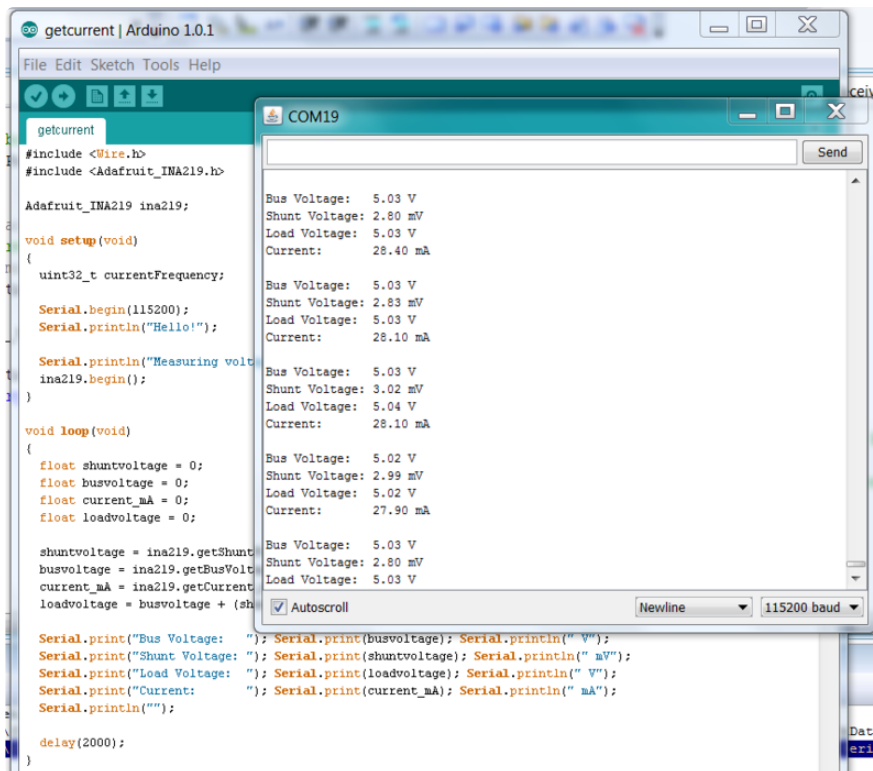 getcurrent | Arduino 1.0.1
File Edit Sketch Tools Help
getcurrent
#include <Wire.h>
#include <Adafruit_INA219.h>
Adafruit_INA219 ina219;
void setup(void)
{
  uint32_t currentFrequency;
  Serial.begin(115200);
  Serial.println("Hello!");
  Serial.println("Measuring volt
  ina219.begin();
}
void loop(void)
{
  float shuntvoltage = 0;
  float busvoltage = 0;
  float current_mA = 0;
  float loadvoltage = 0;
  shuntvoltage = ina219.getShunt
  busvoltage = ina219.getBusVolt
  current_mA = ina219.getCurrent
  loadvoltage = busvoltage + (sh
  Serial.print("Bus Voltage:   "); Serial.print(busvoltage); Serial.println(" V");
  Serial.print("Shunt Voltage: "); Serial.print(shuntvoltage); Serial.println(" mV");
  Serial.print("Load Voltage:  "); Serial.print(loadvoltage); Serial.println(" V");
  Serial.print("Current:       "); Serial.print(current_mA); Serial.println(" mA");
  Serial.println("");
  delay(2000);
}
COM19
Send
Bus Voltage:   5.03 V
Shunt Voltage: 2.80 mV
Load Voltage:  5.03 V
Current:       28.40 mA
Bus Voltage:   5.03 V
Shunt Voltage: 2.83 mV
Load Voltage:  5.03 V
Current:       28.10 mA
Bus Voltage:   5.03 V
Shunt Voltage: 3.02 mV
Load Voltage:  5.04 V
Current:       28.10 mA
Bus Voltage:   5.02 V
Shunt Voltage: 2.99 mV
Load Voltage:  5.02 V
Current:       27.90 mA
Bus Voltage:   5.03 V
Shunt Voltage: 2.80 mV
Load Voltage:  5.03 V
Autoscroll
Newline
115200 baud
Dat